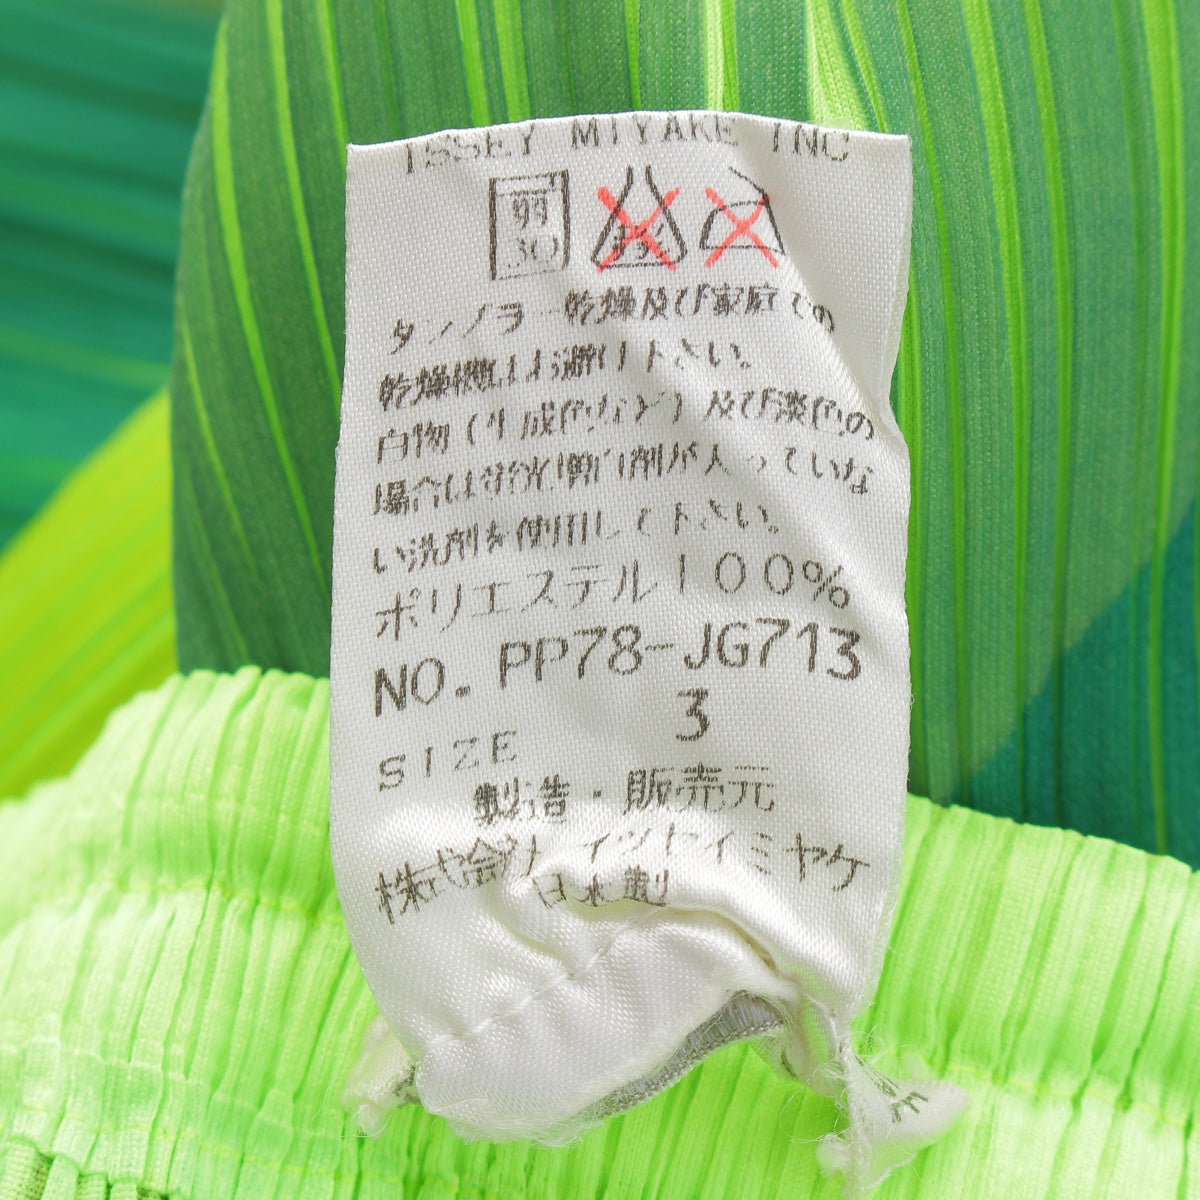 ISSEY MIYAKE INC
弱
30
タンブラー乾燥及び家庭での
乾燥機はお避け下さい。
白物(生成色など)及び淡色の
場合は蛍光増白剤が入っていな
い洗剤を使用して下さい。
ポリエステル100%
NO. PP78-JG713
3
SIZE
製造・販売元
株式会社 イッセイミヤケ
日本製